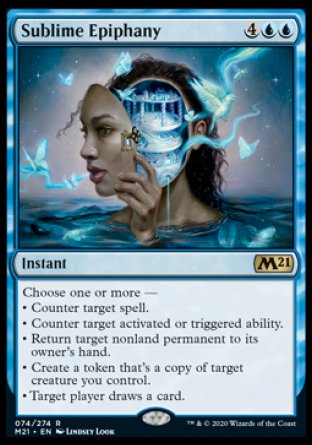 Sublime Epiphany 4
Instant M21
Choose one or more —
• Counter target spell.
• Counter target activated or triggered ability.
• Return target nonland permanent to its
owner's hand.
• Create a token that's a copy of target
creature you control.
• Target player draws a card.
074/274 R
M21 • EN LINDSEY LOOK
™ & © 2020 Wizards of the Coast